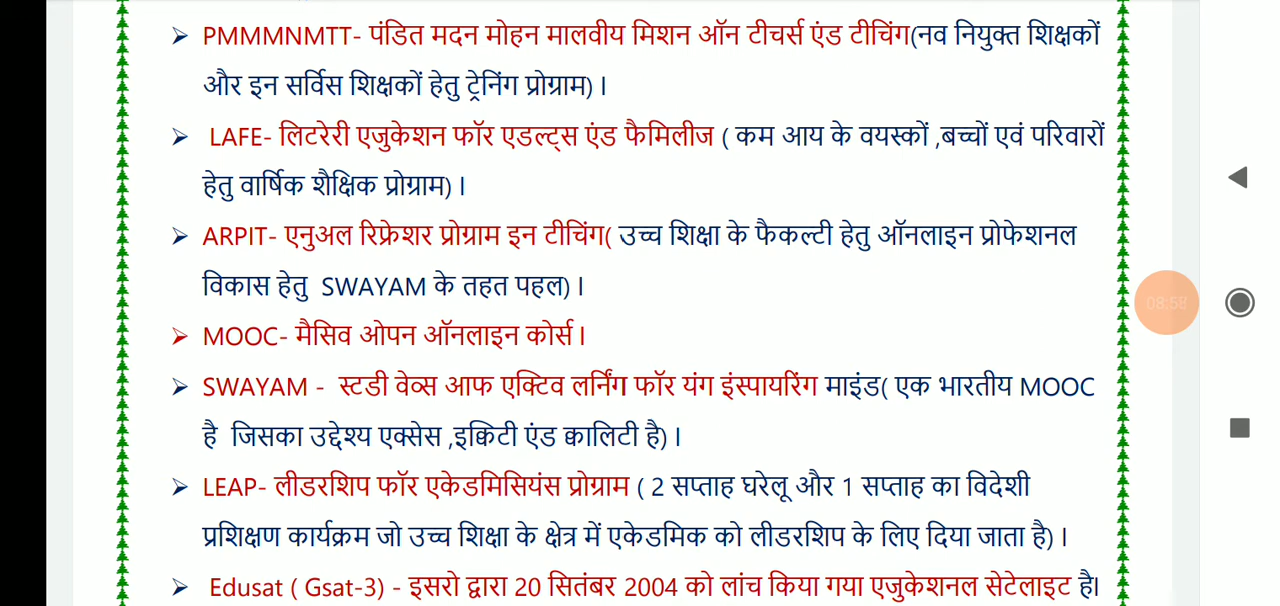 ➤ PMMMNMTT- पंडित मदन मोहन मालवीय मिशन ऑन टीचर्स एंड टीचिंग(नव नियुक्त शिक्षकों
और इन सर्विस शिक्षकों हेतु ट्रेनिंग प्रोग्राम) ।
➤ LAFE- लिटरेरी एजुकेशन फॉर एडल्ट्स एंड फैमिलीज ( कम आय के वयस्कों ,बच्चों एवं परिवारों
हेतु वार्षिक शैक्षिक प्रोग्राम) ।
➤ ARPIT- एनुअल रिफ्रेशर प्रोग्राम इन टीचिंग( उच्च शिक्षा के फैकल्टी हेतु ऑनलाइन प्रोफेशनल
विकास हेतु SWAYAM के तहत पहल) ।
➤ MOOC- मैसिव ओपन ऑनलाइन कोर्स ।
➤ SWAYAM - स्टडी वेव्स आफ एक्टिव लर्निंग फॉर यंग इंस्पायरिंग माइंड( एक भारतीय MOOC
है जिसका उद्देश्य एक्सेस ,इक्विटी एंड क्वालिटी है) ।
➤ LEAP- लीडरशिप फॉर एकेडमिसियंस प्रोग्राम ( 2 सप्ताह घरेलू और 1 सप्ताह का विदेशी
प्रशिक्षण कार्यक्रम जो उच्च शिक्षा के क्षेत्र में एकेडमिक को लीडरशिप के लिए दिया जाता है) ।
➤ Edusat ( Gsat-3) - इसरो द्वारा 20 सितंबर 2004 को लांच किया गया एजुकेशनल सेटेलाइट है।
08:58